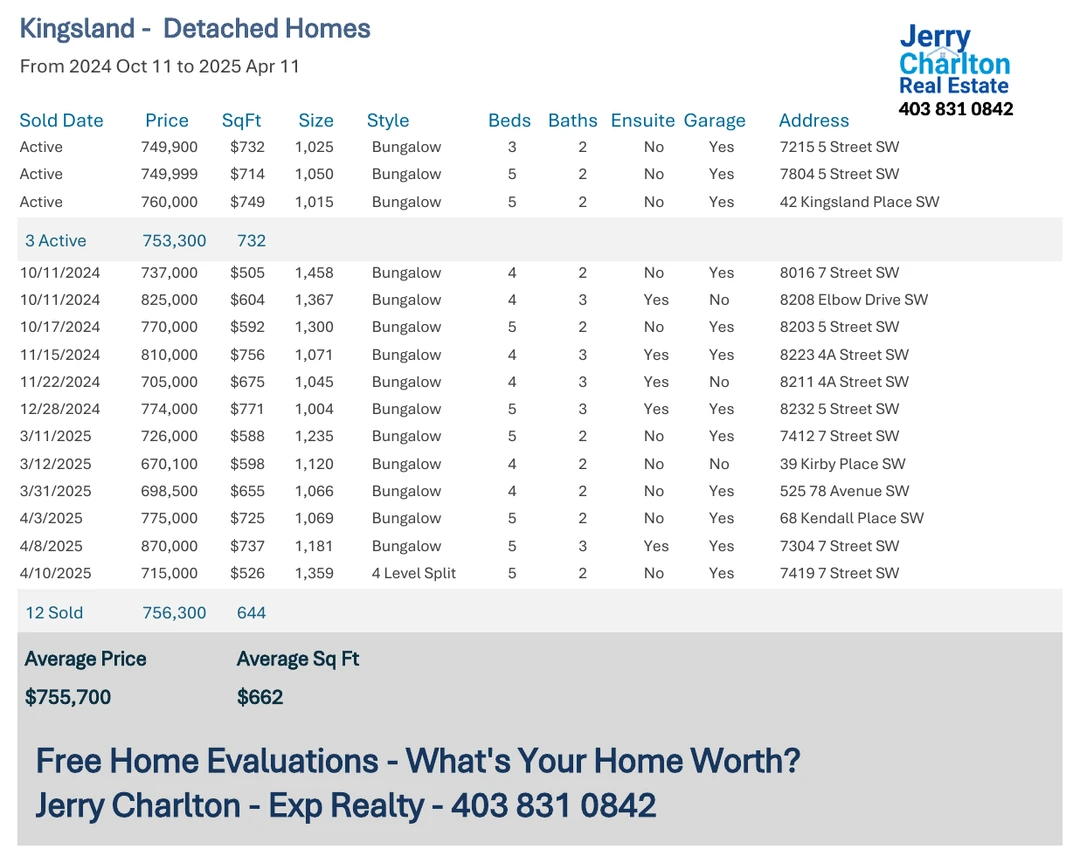 Kingsland - Detached Homes
From 2024 Oct 11 to 2025 Apr 11
Jerry
Charlton
Real Estate
403 831 0842
Sold Date Price SqFt Size Style Beds Baths Ensuite Garage Address
Active 749,900 $732 1,025 Bungalow 3 2 No Yes 7215 5 Street SW
Active 749,999 $714 1,050 Bungalow 5 2 No Yes 7804 5 Street SW
Active 760,000 $749 1,015 Bungalow 5 2 No Yes 42 Kingsland Place SW
3 Active 753,300 732
10/11/2024 737,000 $505 1,458 Bungalow 4 2 No Yes 8016 7 Street SW
10/11/2024 825,000 $604 1,367 Bungalow 4 3 Yes No 8208 Elbow Drive SW
10/17/2024 770,000 $592 1,300 Bungalow 5 2 No Yes 8203 5 Street SW
11/15/2024 810,000 $756 1,071 Bungalow 4 3 Yes Yes 8223 4A Street SW
11/22/2024 705,000 $675 1,045 Bungalow 4 3 Yes No 8211 4A Street SW
12/28/2024 774,000 $771 1,004 Bungalow 5 3 Yes Yes 8232 5 Street SW
3/11/2025 726,000 $588 1,235 Bungalow 5 2 No Yes 7412 7 Street SW
3/12/2025 670,100 $598 1,120 Bungalow 4 2 No No 39 Kirby Place SW
3/31/2025 698,500 $655 1,066 Bungalow 4 2 No Yes 525 78 Avenue SW
4/3/2025 775,000 $725 1,069 Bungalow 5 2 No Yes 68 Kendall Place SW
4/8/2025 870,000 $737 1,181 Bungalow 5 3 Yes Yes 7304 7 Street SW
4/10/2025 715,000 $526 1,359 4 Level Split 5 2 No Yes 7419 7 Street SW
12 Sold 756,300 644
Average Price Average Sq Ft
$755,700 $662
Free Home Evaluations - What's Your Home Worth?
Jerry Charlton - Exp Realty - 403 831 0842